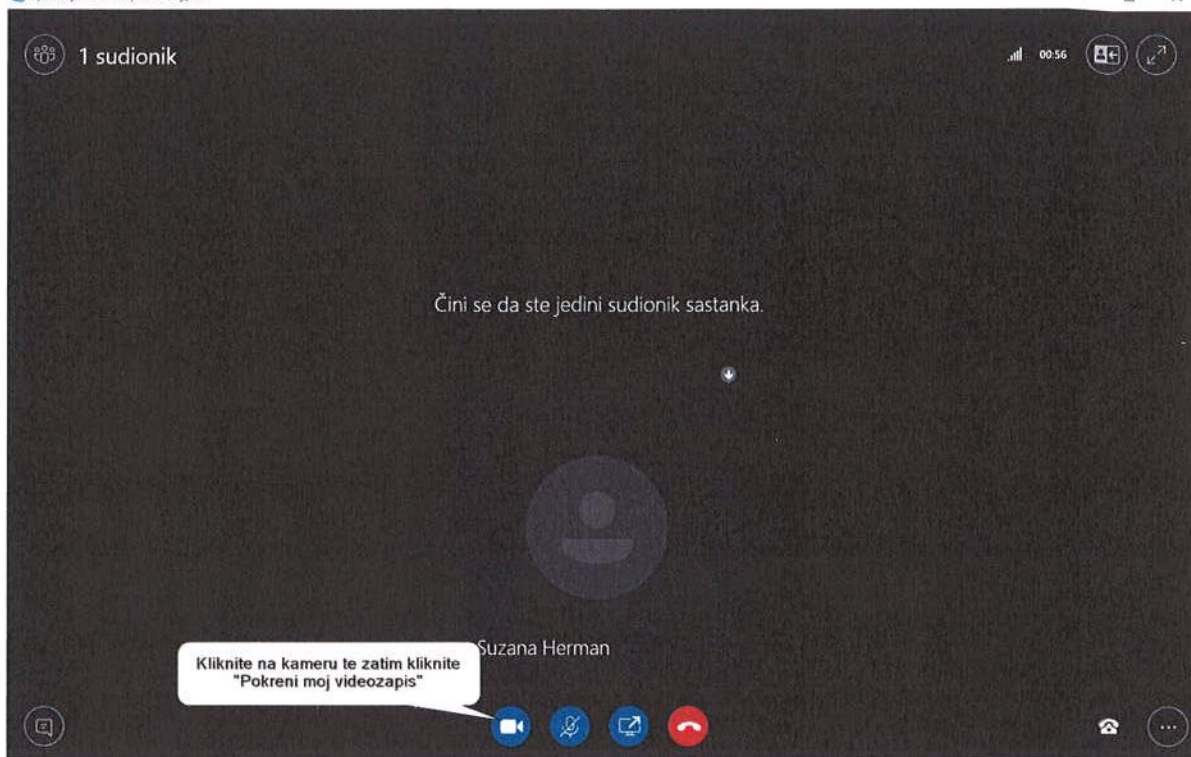 1 sudionik
00:56
Čini se da ste jedini sudionik sastanka.
Suzana Herman
Kliknite na kameru te zatim kliknite
"Pokreni moj videozapis"